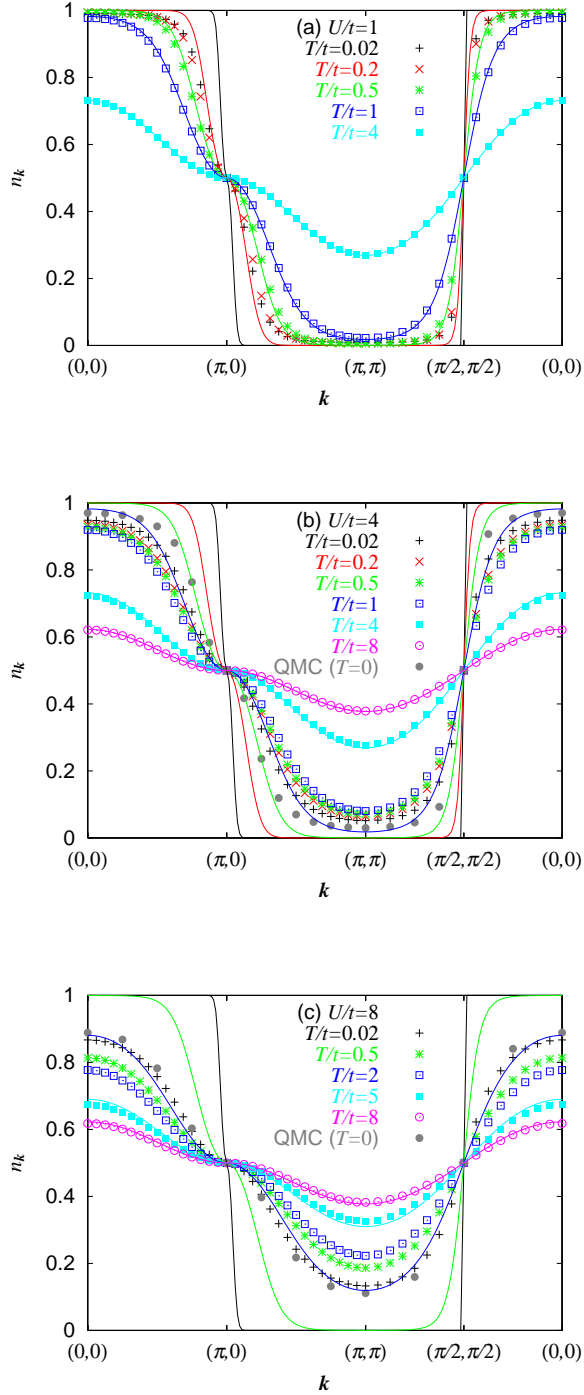 (a) U/t=1
T/t=0.02
T/t=0.2
T/t=0.5
T/t=1
T/t=4
1
0.8
0.6
0.4
0.2
0
n_k
(0,0) (π,0) (π,π) (π/2,π/2) (0,0)
k
(b) U/t=4
T/t=0.02
T/t=0.2
T/t=0.5
T/t=1
T/t=4
T/t=8
QMC (T=0)
1
0.8
0.6
0.4
0.2
0
n_k
(0,0) (π,0) (π,π) (π/2,π/2) (0,0)
k
(c) U/t=8
T/t=0.02
T/t=0.5
T/t=2
T/t=5
T/t=8
QMC (T=0)
1
0.8
0.6
0.4
0.2
0
n_k
(0,0) (π,0) (π,π) (π/2,π/2) (0,0)
k